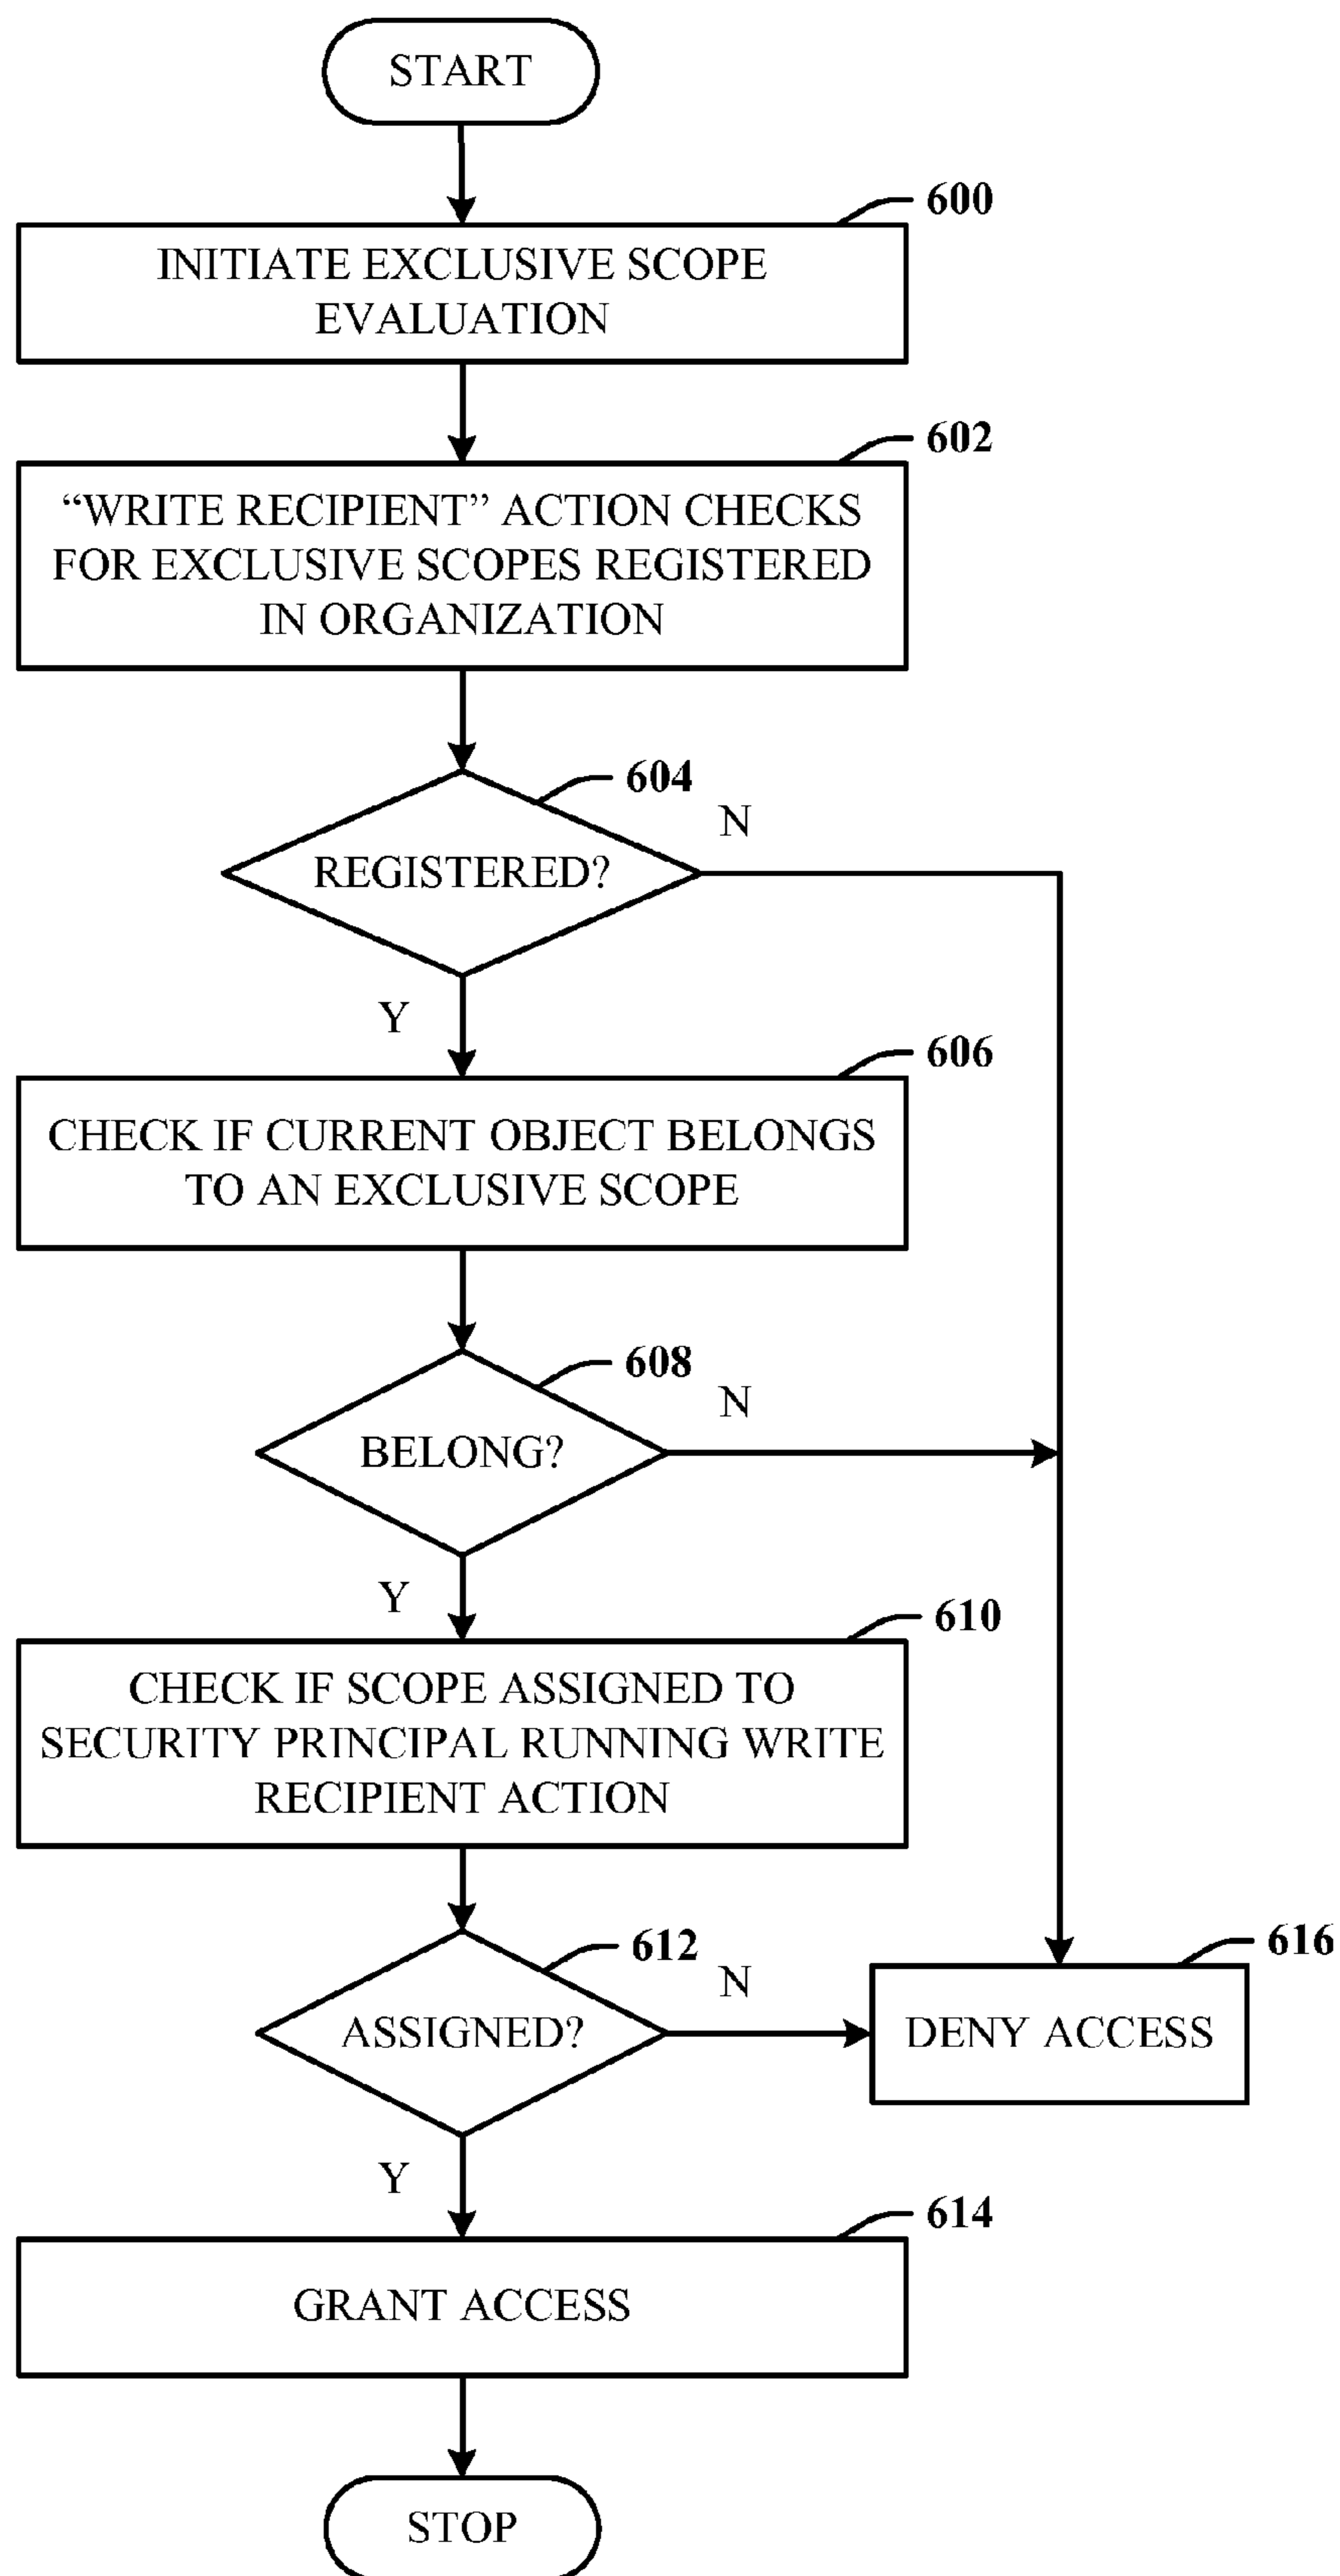 START
600
INITIATE EXCLUSIVE SCOPE
EVALUATION
602
“WRITE RECIPIENT” ACTION CHECKS
FOR EXCLUSIVE SCOPES REGISTERED
IN ORGANIZATION
604
N
REGISTERED?
Y
606
CHECK IF CURRENT OBJECT BELONGS
TO AN EXCLUSIVE SCOPE
608
N
BELONG?
Y
610
CHECK IF SCOPE ASSIGNED TO
SECURITY PRINCIPAL RUNNING WRITE
RECIPIENT ACTION
612
N
616
ASSIGNED?
DENY ACCESS
Y
614
GRANT ACCESS
STOP